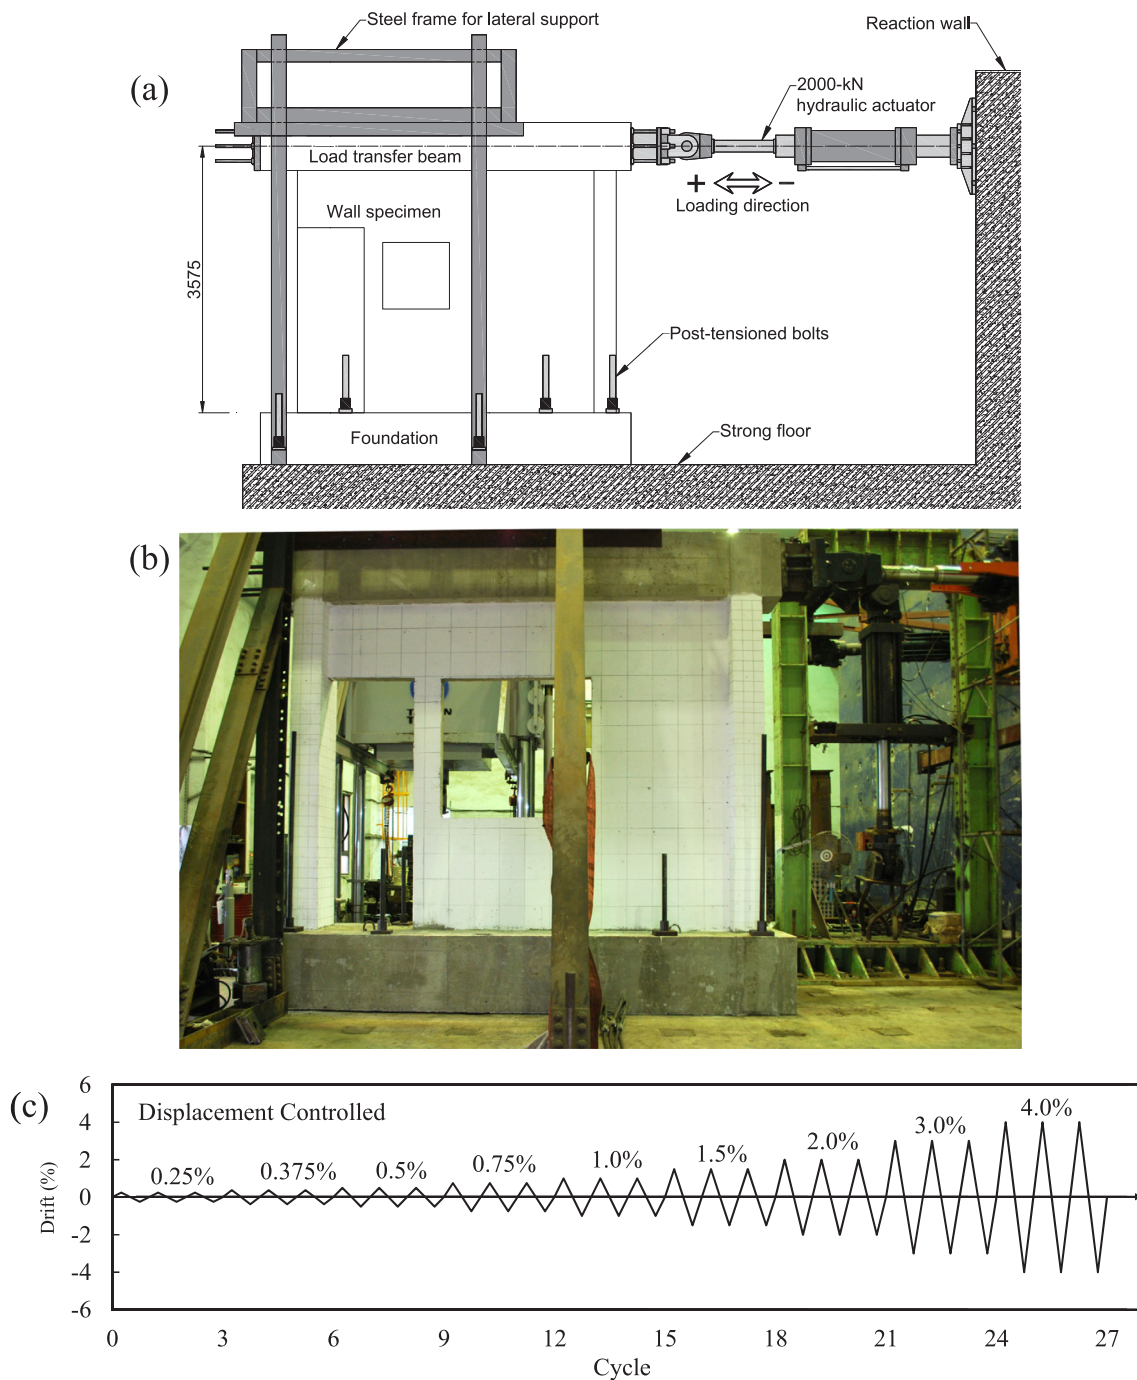 Steel frame for lateral support
Reaction wall
(a)
2000-kN
hydraulic actuator
Load transfer beam
+ −
Loading direction
Wall specimen
3575
Post-tensioned bolts
Foundation
Strong floor
(b)
(c)
Displacement Controlled
0.25% 0.375% 0.5% 0.75% 1.0% 1.5% 2.0% 3.0% 4.0%
Drift (%)
6
4
2
0
-2
-4
-6
0 3 6 9 12 15 18 21 24 27
Cycle